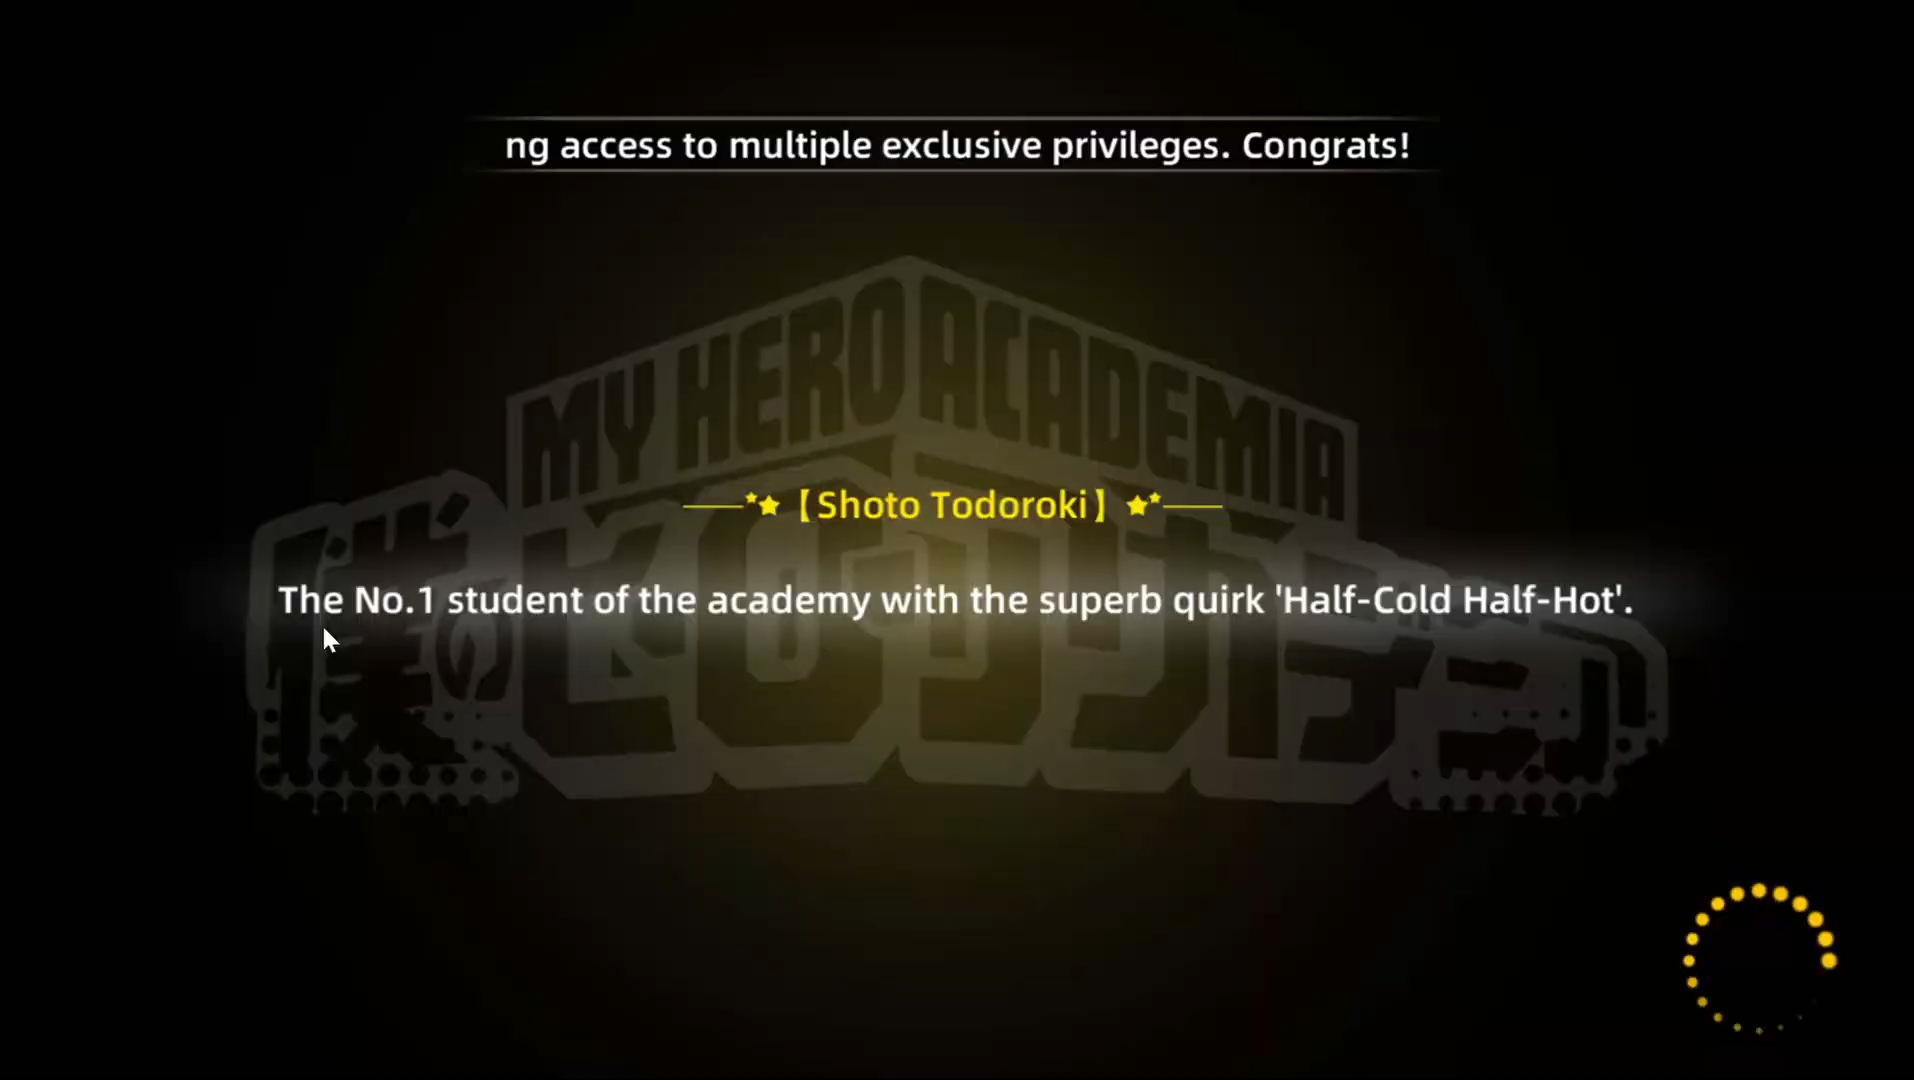 ng access to multiple exclusive privileges. Congrats!
MY HERO ACADEMIA
【Shoto Todoroki】
The No.1 student of the academy with the superb quirk 'Half-Cold Half-Hot'.